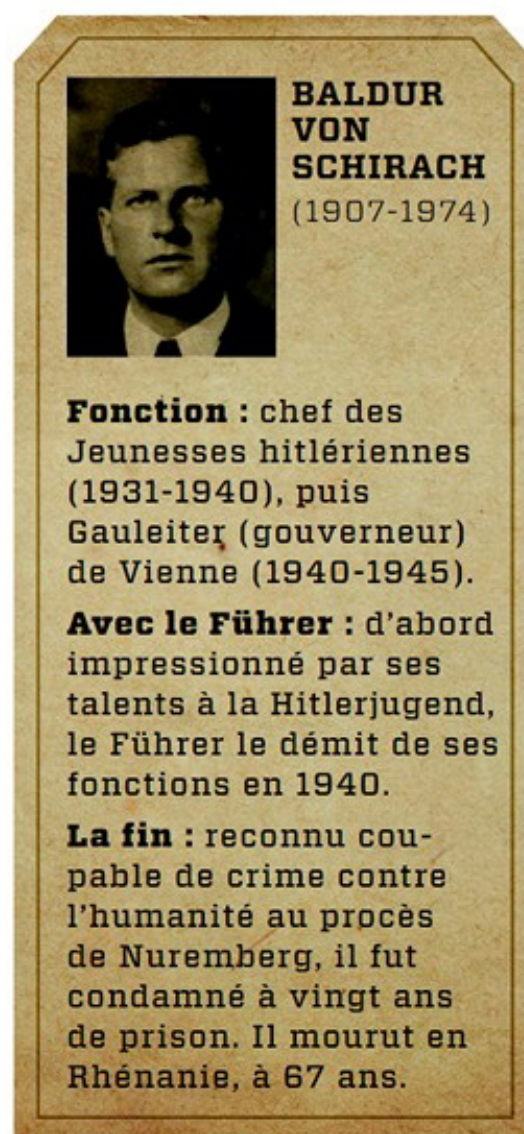 BALDUR
VON
SCHIRACH
(1907-1974)
Fonction : chef des
Jeunesses hitlériennes
(1931-1940), puis
Gauleiter (gouverneur)
de Vienne (1940-1945).
Avec le Führer : d'abord
impressionné par ses
talents à la Hitlerjugend,
le Führer le démit de ses
fonctions en 1940.
La fin : reconnu cou-
pable de crime contre
l'humanité au procès
de Nuremberg, il fut
condamné à vingt ans
de prison. Il mourut en
Rhénanie, à 67 ans.